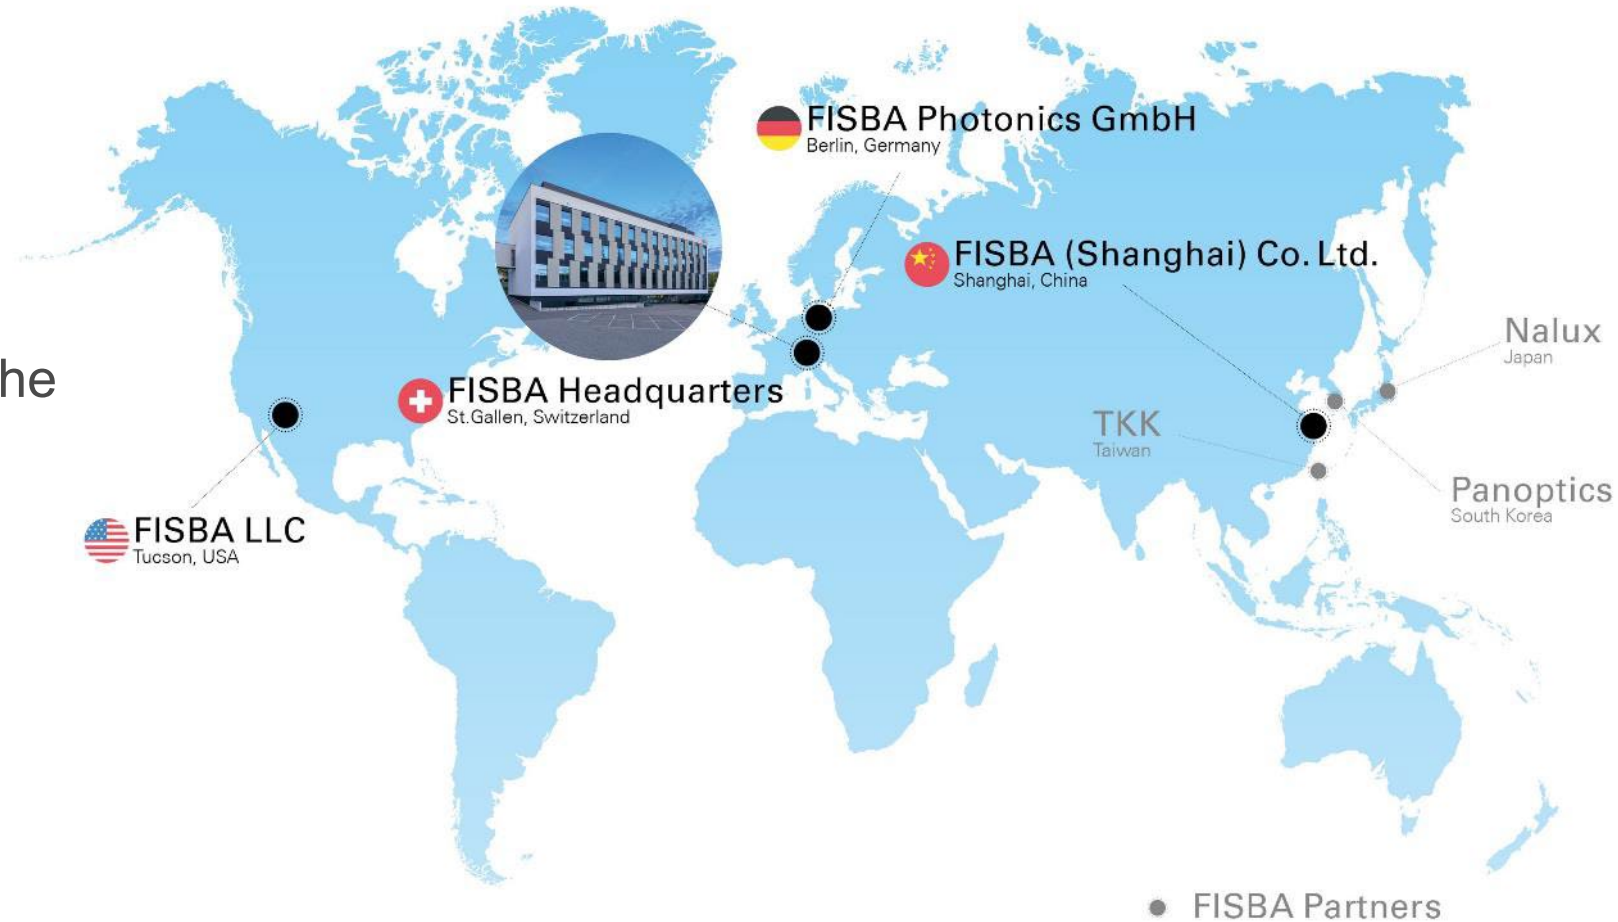 FISBA Photonics GmbH
Berlin, Germany
FISBA (Shanghai) Co. Ltd.
Shanghai, China
Nalux
Japan
he
FISBA Headquarters
St.Gallen, Switzerland
TKK
Taiwan
Panoptics
South Korea
FISBA LLC
Tucson, USA
FISBA Partners